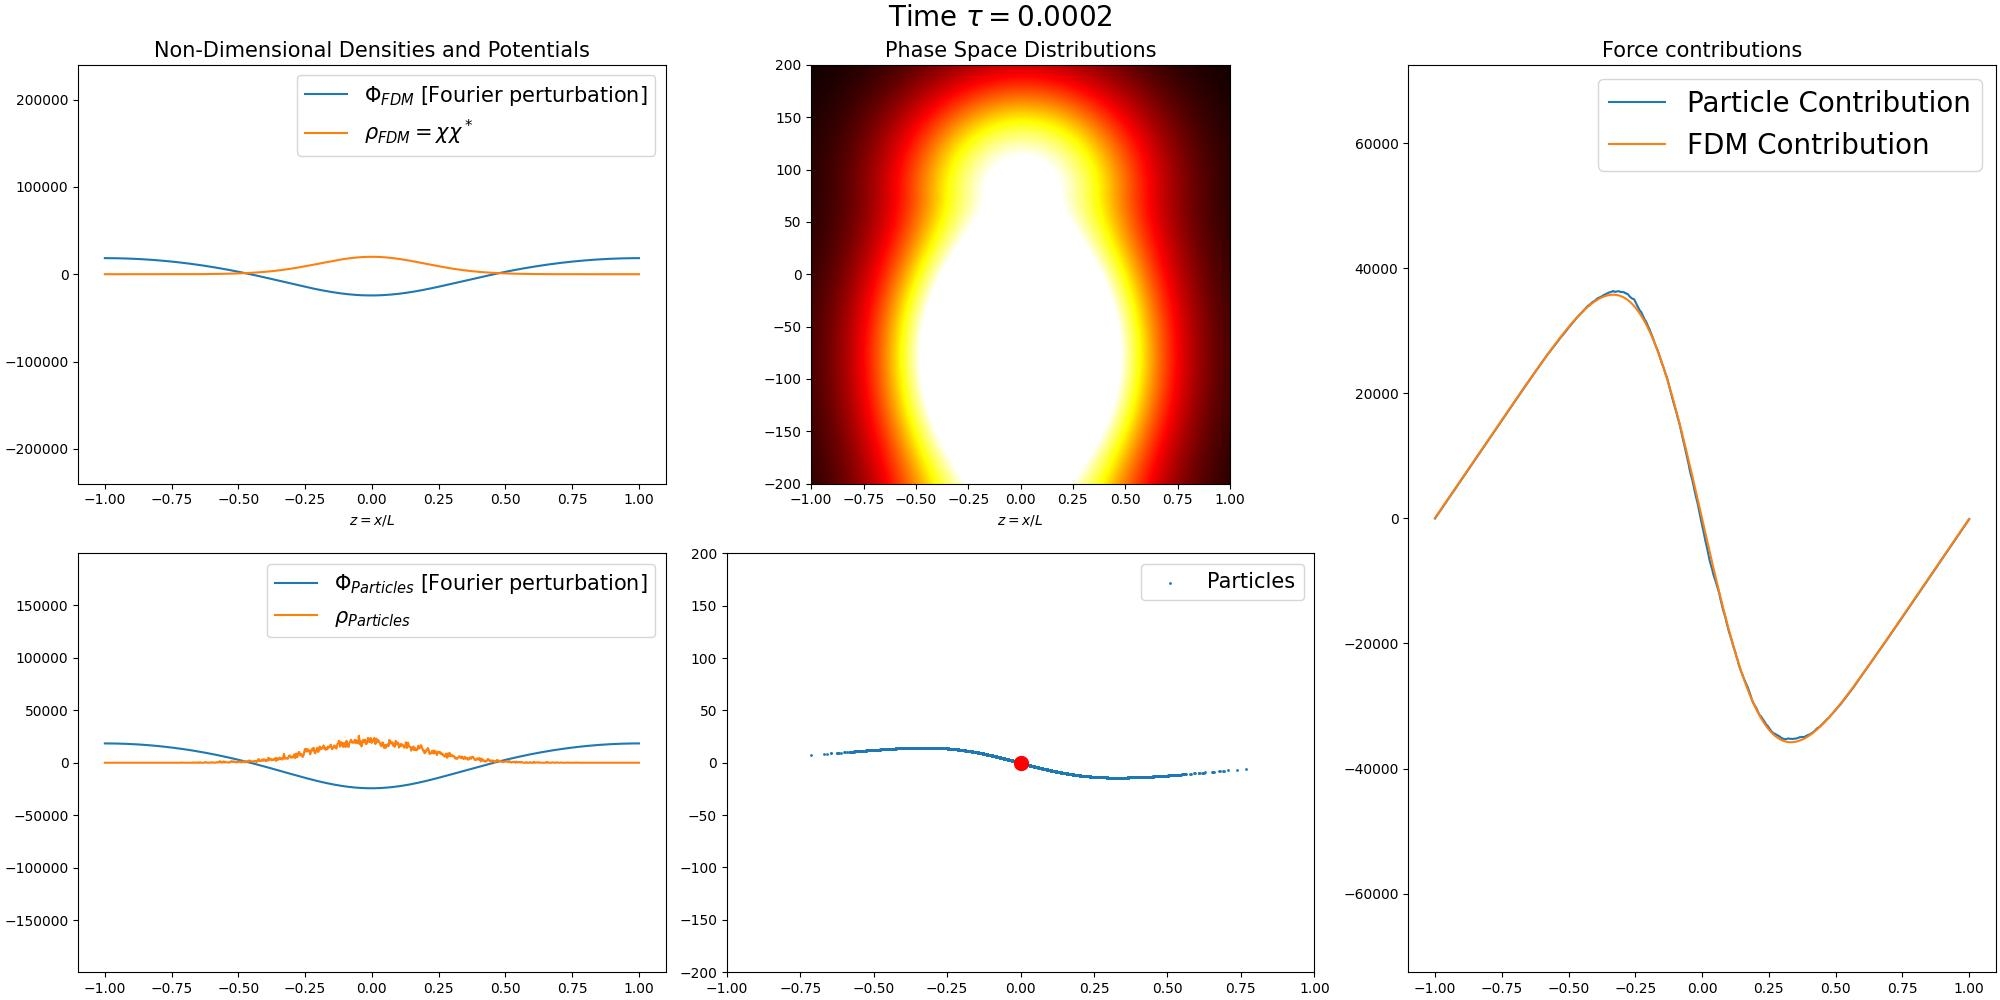 Time τ = 0.0002
Non-Dimensional Densities and Potentials
Φ_FDM [Fourier perturbation]
ρ_FDM = χχ*
200000
100000
0
−100000
−200000
−1.00 −0.75 −0.50 −0.25 0.00 0.25 0.50 0.75 1.00
z = x/L
Phase Space Distributions
200
150
100
50
0
−50
−100
−150
−200
−1.00 −0.75 −0.50 −0.25 0.00 0.25 0.50 0.75 1.00
z = x/L
Force contributions
Particle Contribution
FDM Contribution
60000
40000
20000
0
−20000
−40000
−60000
−1.00 −0.75 −0.50 −0.25 0.00 0.25 0.50 0.75 1.00
Φ_Particles [Fourier perturbation]
ρ_Particles
150000
100000
50000
0
−50000
−100000
−150000
−1.00 −0.75 −0.50 −0.25 0.00 0.25 0.50 0.75 1.00
Particles
200
150
100
50
0
−50
−100
−150
−200
−1.00 −0.75 −0.50 −0.25 0.00 0.25 0.50 0.75 1.00